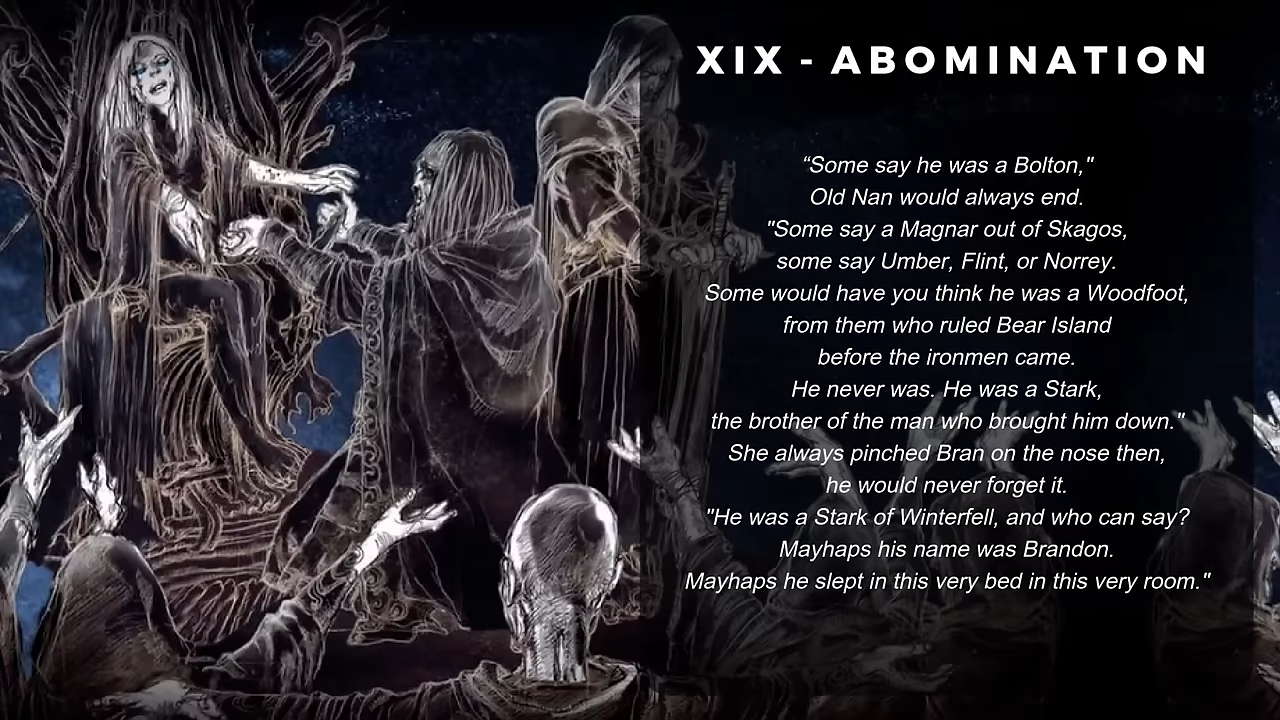 XIX - ABOMINATION
“Some say he was a Bolton,"
Old Nan would always end.
"Some say a Magnar out of Skagos,
some say Umber, Flint, or Norrey.
Some would have you think he was a Woodfoot,
from them who ruled Bear Island
before the ironmen came.
He never was. He was a Stark,
the brother of the man who brought him down."
She always pinched Bran on the nose then,
he would never forget it.
"He was a Stark of Winterfell, and who can say?
Mayhaps his name was Brandon.
Mayhaps he slept in this very bed in this very room."